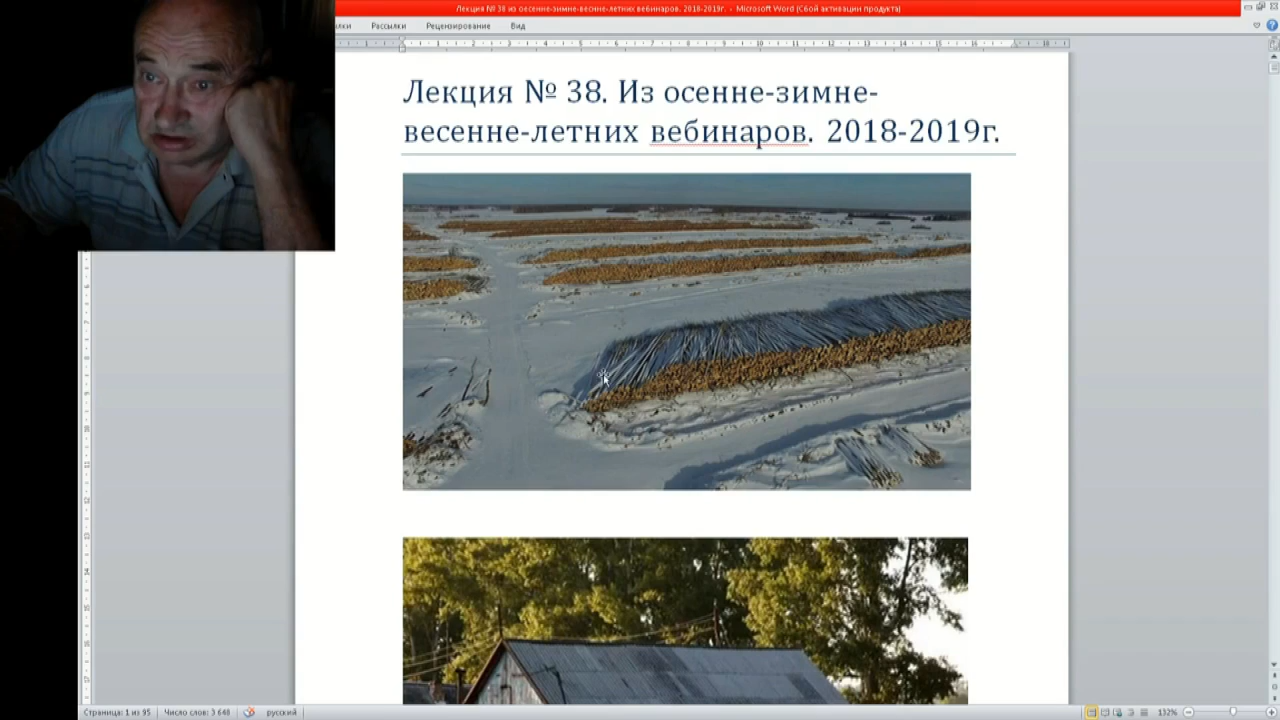 Лекция № 38 из осенне-зимне-весенне-летних вебинаров. 2018-2019г. - Microsoft Word (Сбой активации продукта)
Рассылки Рецензирование Вид
Лекция № 38. Из осенне-зимне-
весенне-летних вебинаров. 2018-2019г.
Страница: 1 из 95 Число слов: 3 648 русский 132%